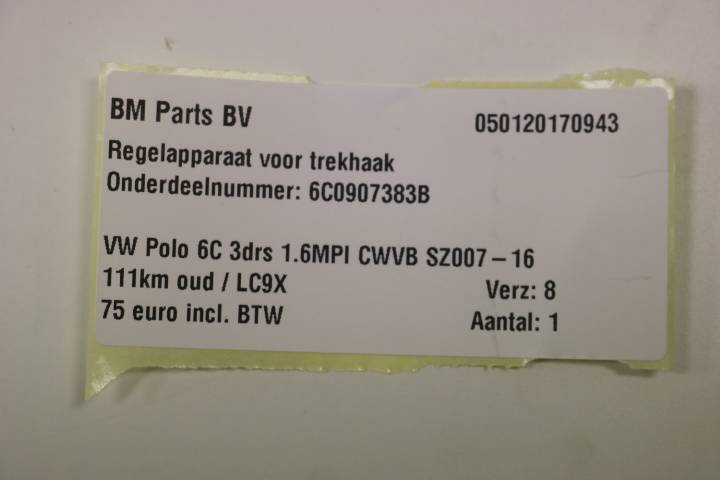 BM Parts BV 050120170943
Regelapparaat voor trekhaak
Onderdeelnummer: 6C0907383B
VW Polo 6C 3drs 1.6MPI CWVB SZ007 – 16
111km oud / LC9X Verz: 8
75 euro incl. BTW Aantal: 1